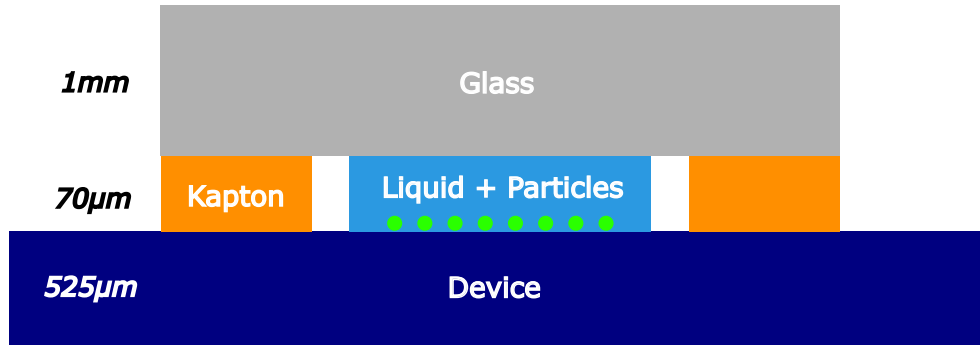 1mm
Glass
70μm
Kapton
Liquid + Particles
525μm
Device